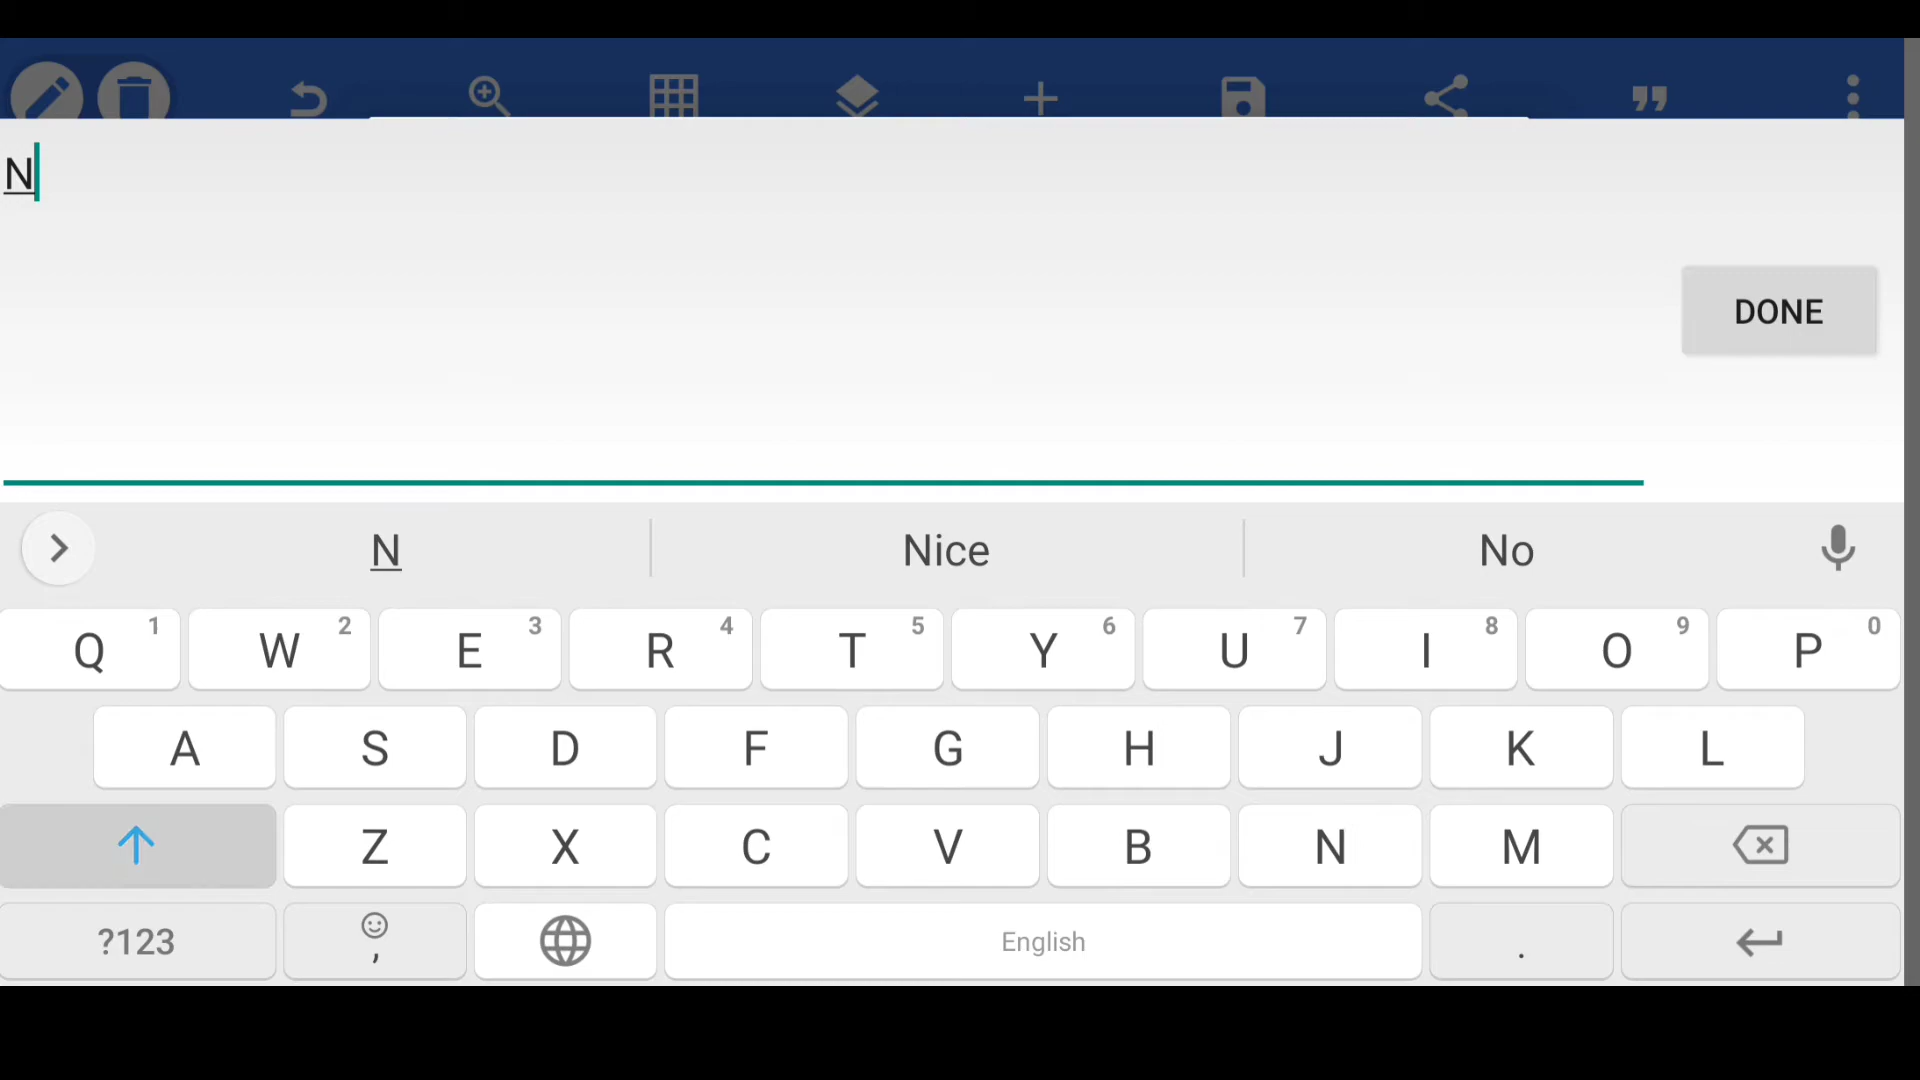 N
DONE
N Nice No
Q 1 W 2 E 3 R 4 T 5 Y 6 U 7 I 8 O 9 P 0
A S D F G H J K L
Z X C V B N M
?123 , English .